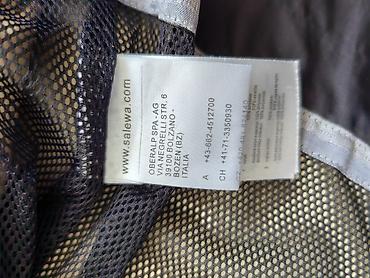 www.salewa.com
OBERALP SPA - AG
VIA NEGRELLI STR. 6
39100 BOLZANO -
BOZEN (BZ)
ITALIA
A +43-662-4512700
CH +41-71-3350930